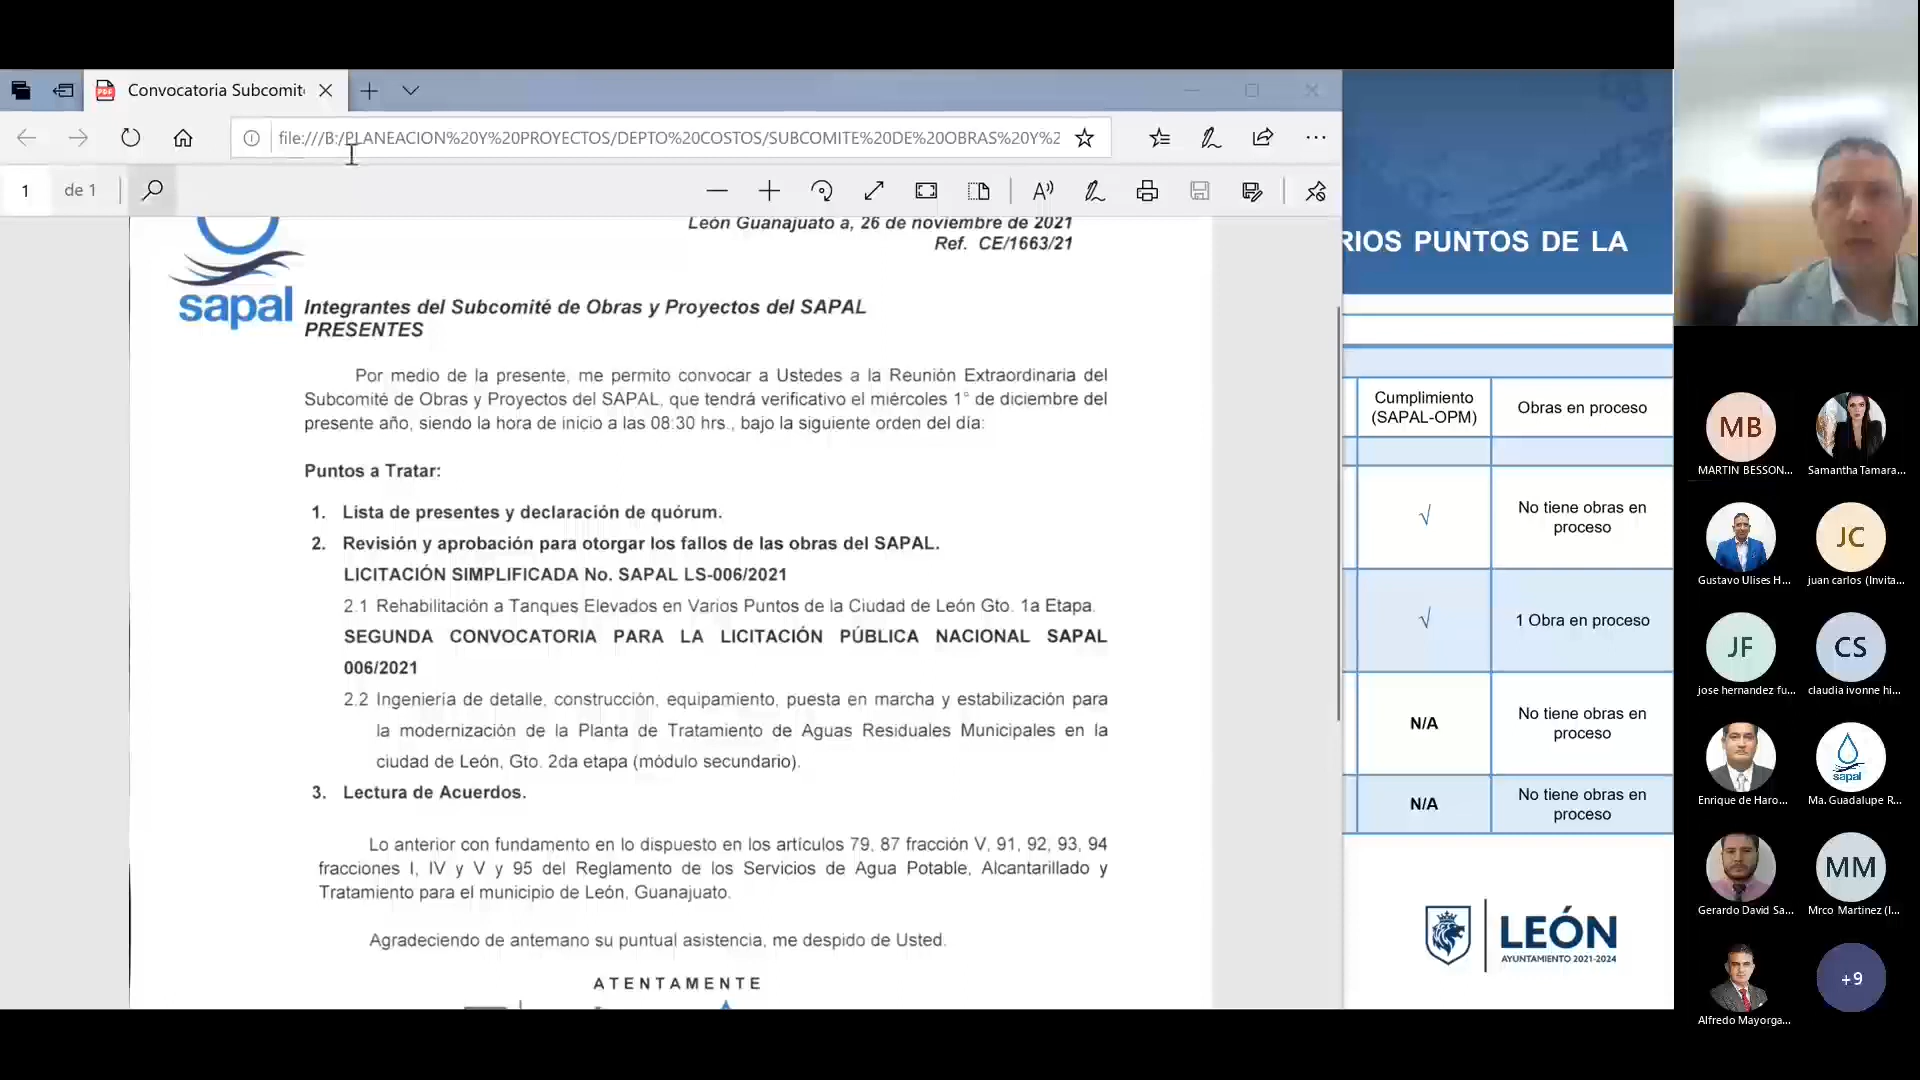 Convocatoria Subcomit
file:///B:/PLANEACION%20Y%20PROYECTOS/DEPTO%20COSTOS/SUBCOMITE%20DE%20OBRAS%20Y%2
1 de 1
León Guanajuato a, 26 de noviembre de 2021
Ref. CE/1663/21
sapal
Integrantes del Subcomité de Obras y Proyectos del SAPAL
PRESENTES
Por medio de la presente, me permito convocar a Ustedes a la Reunión Extraordinaria del
Subcomité de Obras y Proyectos del SAPAL, que tendrá verificativo el miércoles 1° de diciembre del
presente año, siendo la hora de inicio a las 08:30 hrs., bajo la siguiente orden del día:
Puntos a Tratar:
1. Lista de presentes y declaración de quórum.
2. Revisión y aprobación para otorgar los fallos de las obras del SAPAL.
LICITACIÓN SIMPLIFICADA No. SAPAL LS-006/2021
2.1 Rehabilitación a Tanques Elevados en Varios Puntos de la Ciudad de León Gto. 1a Etapa.
SEGUNDA CONVOCATORIA PARA LA LICITACIÓN PÚBLICA NACIONAL SAPAL
006/2021
2.2 Ingeniería de detalle, construcción, equipamiento, puesta en marcha y estabilización para
la modernización de la Planta de Tratamiento de Aguas Residuales Municipales en la
ciudad de León, Gto. 2da etapa (módulo secundario).
3. Lectura de Acuerdos.
Lo anterior con fundamento en lo dispuesto en los artículos 79, 87 fracción V, 91, 92, 93, 94
fracciones I, IV y V y 95 del Reglamento de los Servicios de Agua Potable, Alcantarillado y
Tratamiento para el municipio de León, Guanajuato.
Agradeciendo de antemano su puntual asistencia, me despido de Usted.
ATENTAMENTE
RIOS PUNTOS DE LA
Cumplimiento
(SAPAL-OPM)
Obras en proceso
√
No tiene obras en
proceso
√
1 Obra en proceso
N/A
No tiene obras en
proceso
N/A
No tiene obras en
proceso
LEÓN
AYUNTAMIENTO 2021-2024
MB
MARTIN BESSON...
Samantha Tamara...
Gustavo Ulises H...
JC
juan carlos (Invita...
JF
jose hernandez fu...
CS
claudia ivonne hi...
Enrique de Haro...
sapal
Ma. Guadalupe R...
Gerardo David Sa...
MM
Mrco Martinez (I...
Alfredo Mayorga...
+9